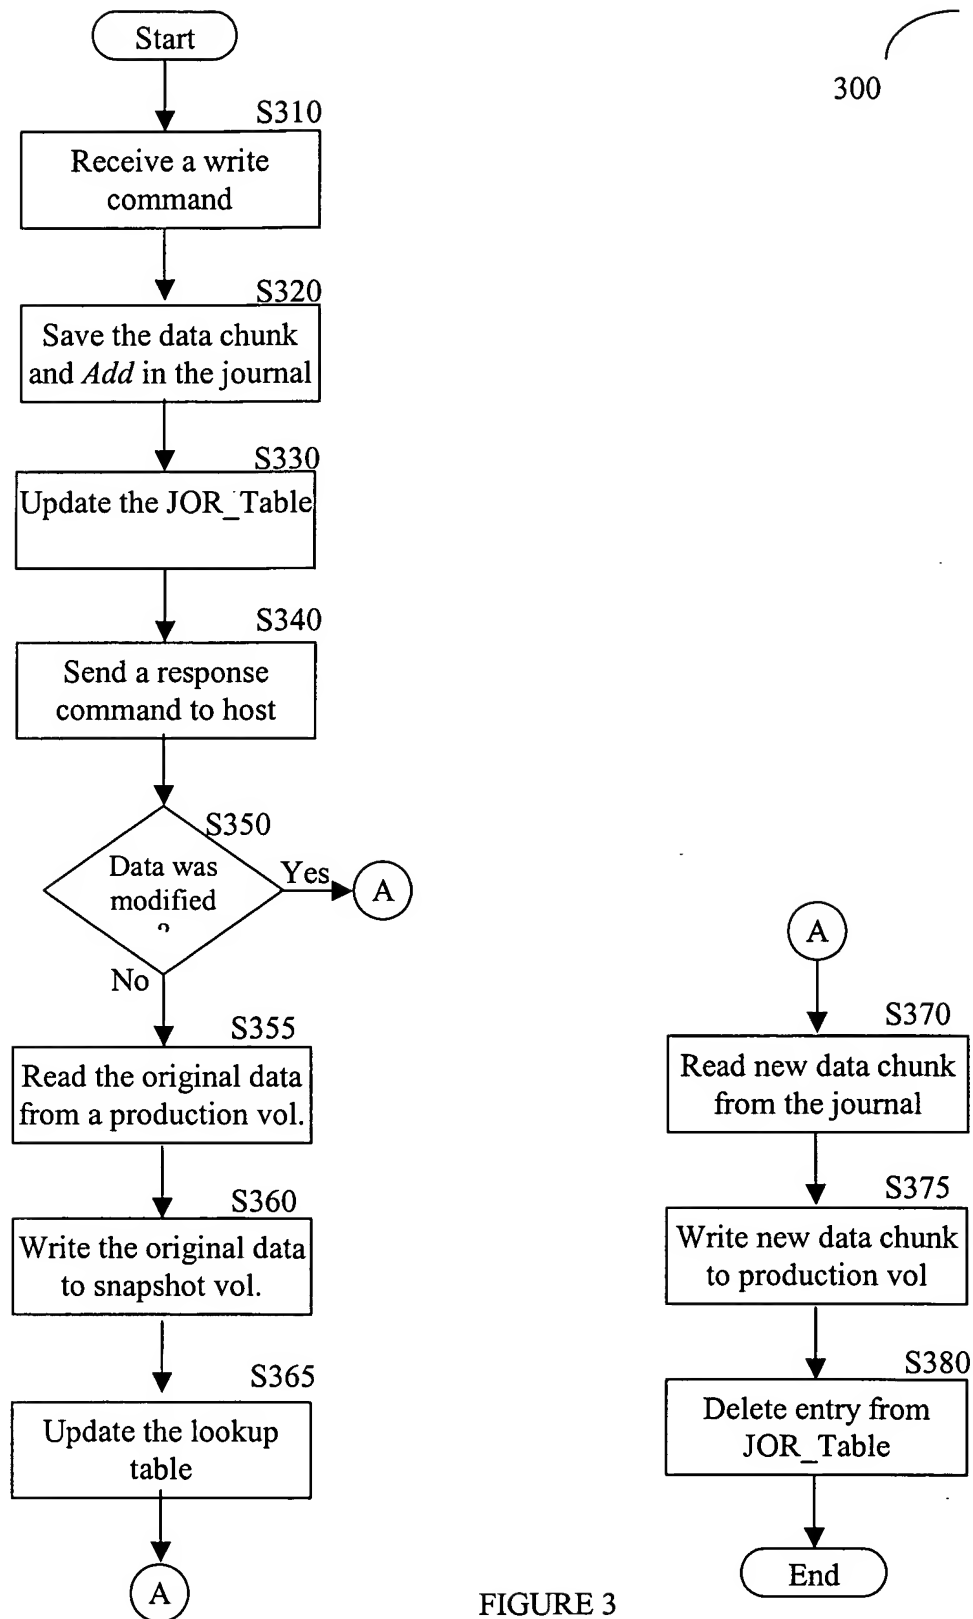 Start
300
S310
Receive a write
command
S320
Save the data chunk
and Add in the journal
S330
Update the JOR_Table
S340
Send a response
command to host
S350
Data was
modified
?
Yes
A
No
S355
Read the original data
from a production vol.
S360
Write the original data
to snapshot vol.
S365
Update the lookup
table
A
A
S370
Read new data chunk
from the journal
S375
Write new data chunk
to production vol
S380
Delete entry from
JOR_Table
End
FIGURE 3